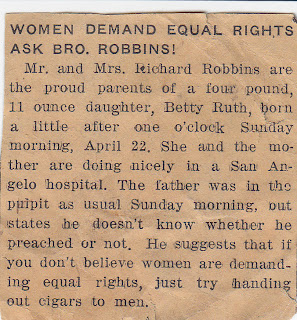 WOMEN DEMAND EQUAL RIGHTS
ASK BRO. ROBBINS!
Mr. and Mrs. Richard Robbins are
the proud parents of a four pound,
11 ounce daughter, Betty Ruth, born
a little after one o'clock Sunday
morning, April 22. She and the mo-
ther are doing nicely in a San An-
gelo hospital. The father was in the
pulpit as usual Sunday morning, but
states he doesn't know whether he
preached or not. He suggests that if
you don't believe women are demand-
ing equal rights, just try handing
out cigars to men.